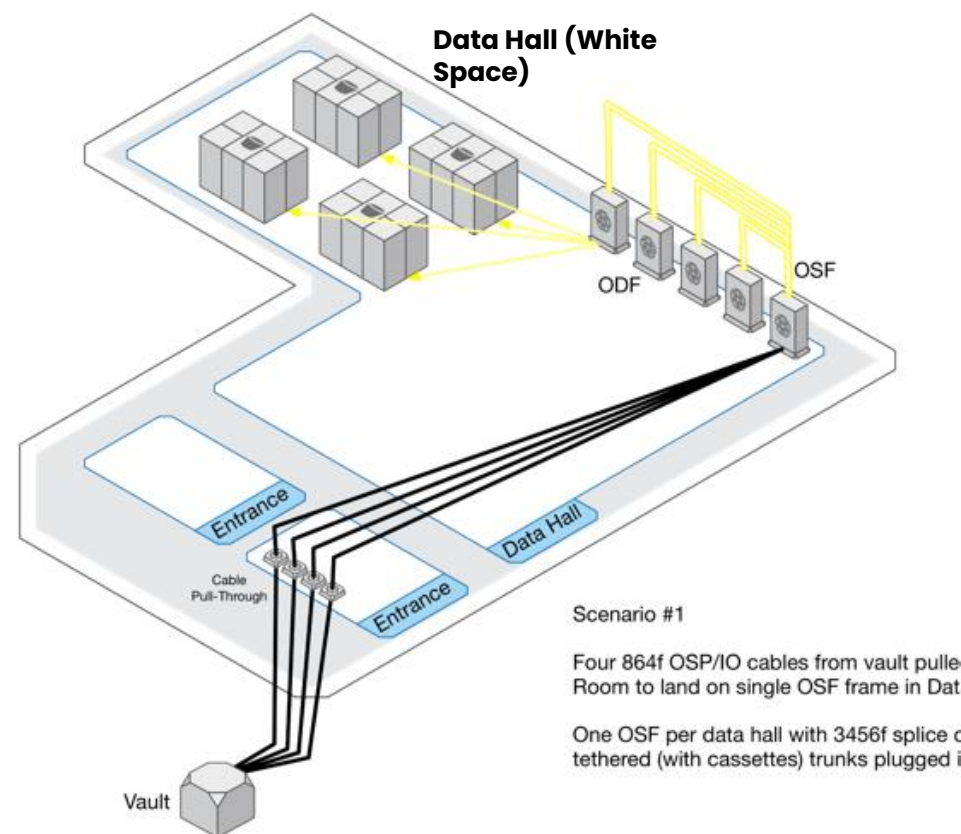 Data Hall (White
Space)
OSF
ODF
Entrance
Data Hall
Cable
Pull-Through
Entrance
Scenario #1
Four 864f OSP/IO cables from vault pulle
Room to land on single OSF frame in Dat
One OSF per data hall with 3456f splice
tethered (with cassettes) trunks plugged i
Vault